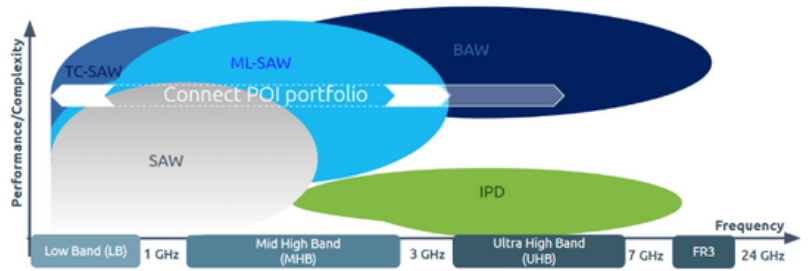 Performance/Complexity
TC-SAW
ML-SAW
BAW
Connect POI portfolio
SAW
IPD
Frequency
Low Band (LB)
1 GHz
Mid High Band
(MHB)
3 GHz
Ultra High Band
(UHB)
7 GHz
FR3
24 GHz